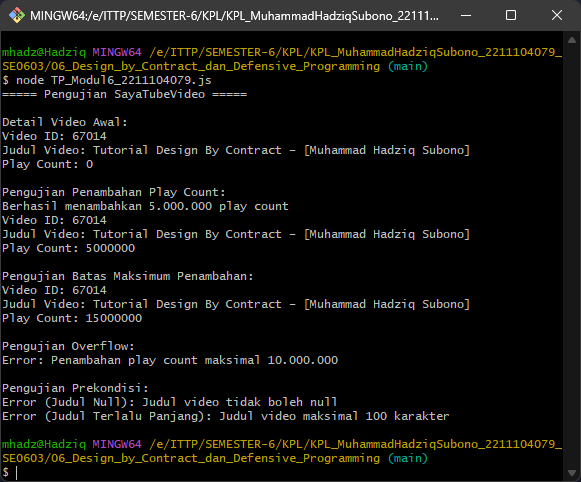 MINGW64:/e/ITTP/SEMESTER-6/KPL/KPL_MuhammadHadziqSubono_22111...
mhadz@Hadziq MINGW64 /e/ITTP/SEMESTER-6/KPL/KPL_MuhammadHadziqSubono_2211104079_
SE0603/06_Design_by_Contract_dan_Defensive_Programming (main)
$ node TP_Modul6_2211104079.js
===== Pengujian SayaTubeVideo =====
Detail Video Awal:
Video ID: 67014
Judul Video: Tutorial Design By Contract – [Muhammad Hadziq Subono]
Play Count: 0
Pengujian Penambahan Play Count:
Berhasil menambahkan 5.000.000 play count
Video ID: 67014
Judul Video: Tutorial Design By Contract – [Muhammad Hadziq Subono]
Play Count: 5000000
Pengujian Batas Maksimum Penambahan:
Video ID: 67014
Judul Video: Tutorial Design By Contract – [Muhammad Hadziq Subono]
Play Count: 15000000
Pengujian Overflow:
Error: Penambahan play count maksimal 10.000.000
Pengujian Prekondisi:
Error (Judul Null): Judul video tidak boleh null
Error (Judul Terlalu Panjang): Judul video maksimal 100 karakter
mhadz@Hadziq MINGW64 /e/ITTP/SEMESTER-6/KPL/KPL_MuhammadHadziqSubono_2211104079_
SE0603/06_Design_by_Contract_dan_Defensive_Programming (main)
$